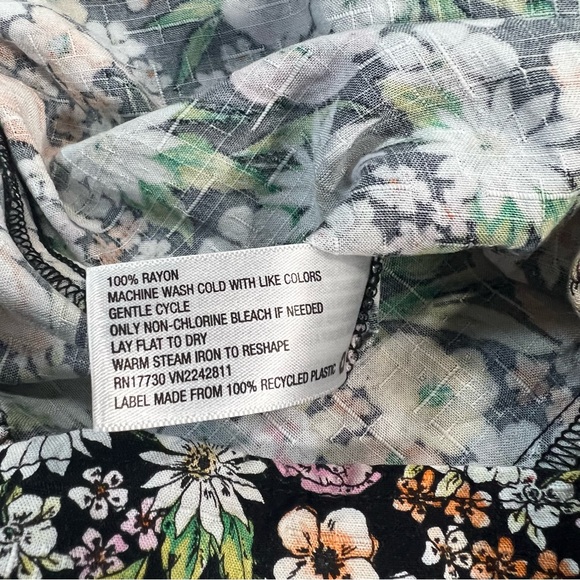 100% RAYON
MACHINE WASH COLD WITH LIKE COLORS
GENTLE CYCLE
ONLY NON-CHLORINE BLEACH IF NEEDED
LAY FLAT TO DRY
WARM STEAM IRON TO RESHAPE
RN17730 VN2242811
LABEL MADE FROM 100% RECYCLED PLASTIC